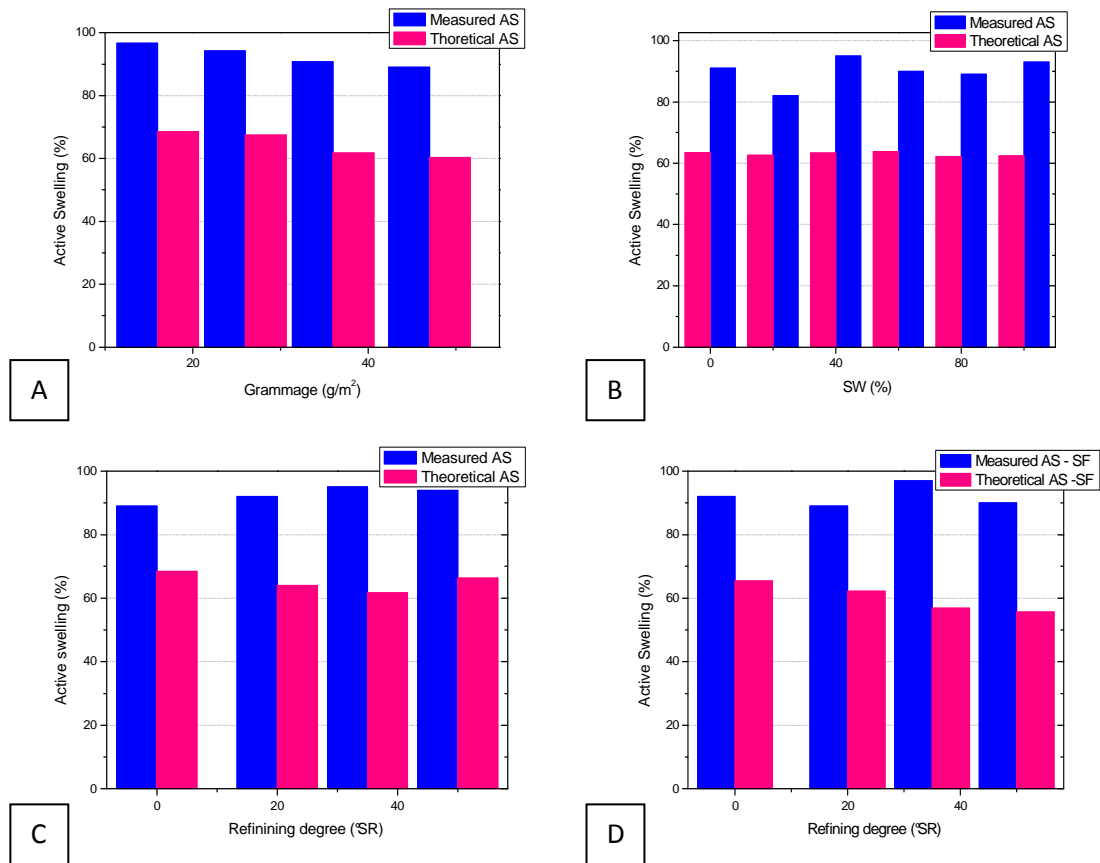 Measured AS
Thoretical AS
100
80
60
40
20
0
Active Swelling (%)
20
40
Grammage (g/m²)
A
Measured AS
Theoretical AS
100
80
60
40
20
0
Active Swelling (%)
0
40
80
SW (%)
B
Measured AS
Theoretical AS
100
80
60
40
20
0
Active swelling (%)
0
20
40
Refinining degree (°SR)
C
Measured AS - SF
Theoretical AS -SF
100
80
60
40
20
0
Active Swelling (%)
0
20
40
Refining degree (°SR)
D